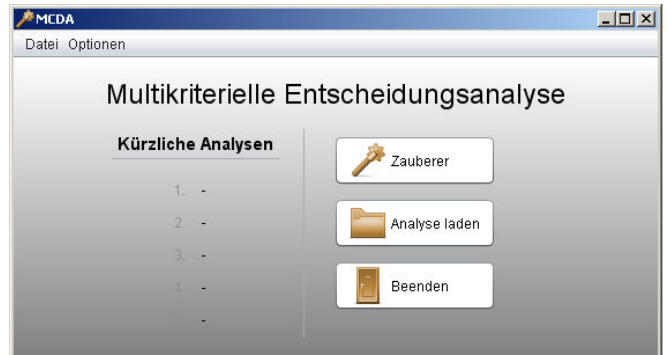 MCDA
Datei Optionen
Multikriterielle Entscheidungsanalyse
Kürzliche Analysen
1. -
2. -
3. -
4. -
-
Zauberer
Analyse laden
Beenden